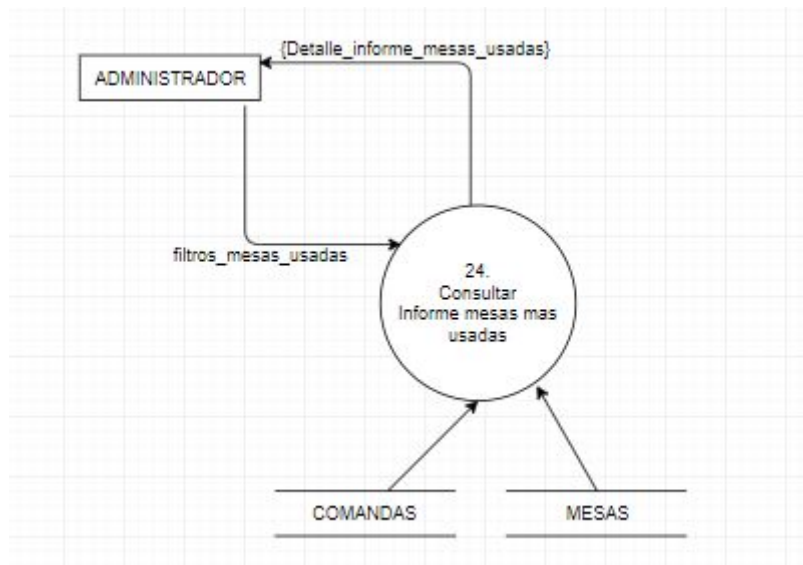 {Detalle_informe_mesas_usadas}
ADMINISTRADOR
filtros_mesas_usadas
24.
Consultar
Informe mesas mas
usadas
COMANDAS
MESAS